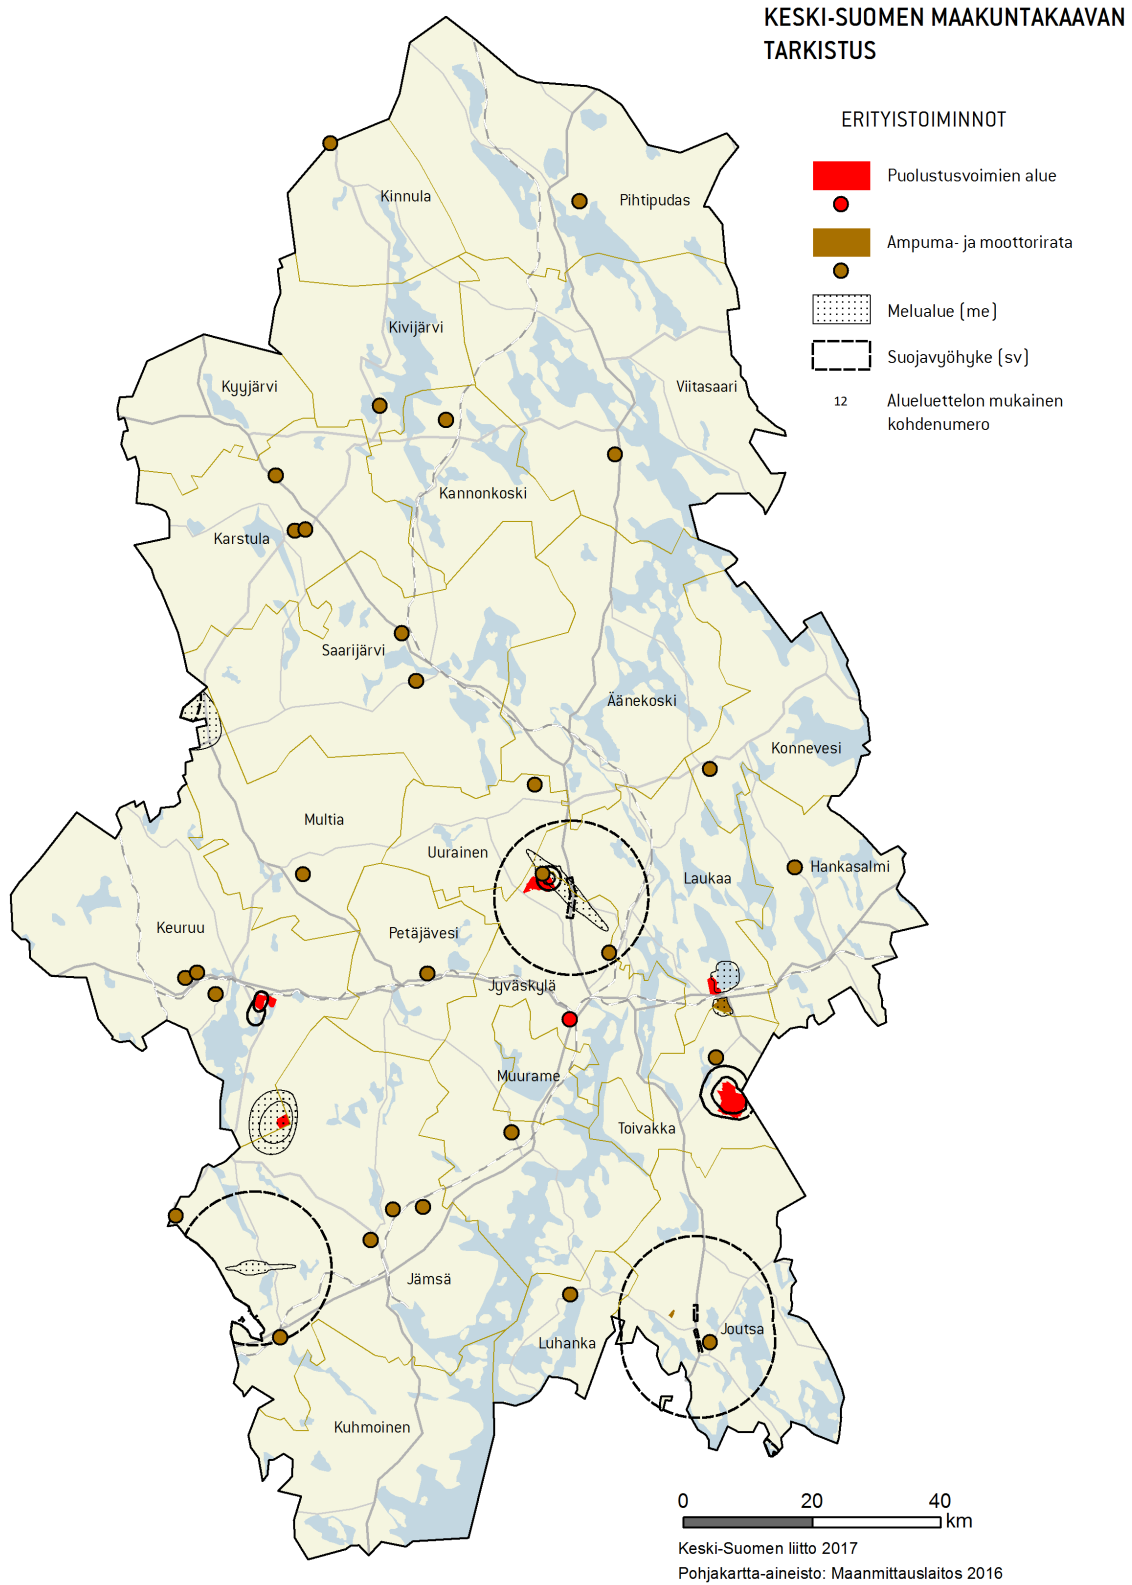 KESKI-SUOMEN MAAKUNTAKAAVAN
TARKISTUS
ERITYISTOIMINNOT
Puolustusvoimien alue
Ampuma- ja moottorirata
Melualue (me)
Suojavyöhyke (sv)
12
Alueluettelon mukainen
kohdenumero
Kinnula
Pihtipudas
Kivijärvi
Kyyjärvi
Viitasaari
Kannonkoski
Karstula
Saarijärvi
Äänekoski
Konnevesi
Multia
Uurainen
Laukaa
Hankasalmi
Keuruu
Petäjävesi
Jyväskylä
Muurame
Toivakka
Jämsä
Luhanka
Joutsa
Kuhmoinen
0 20 40
km
Keski-Suomen liitto 2017
Pohjakartta-aineisto: Maanmittauslaitos 2016